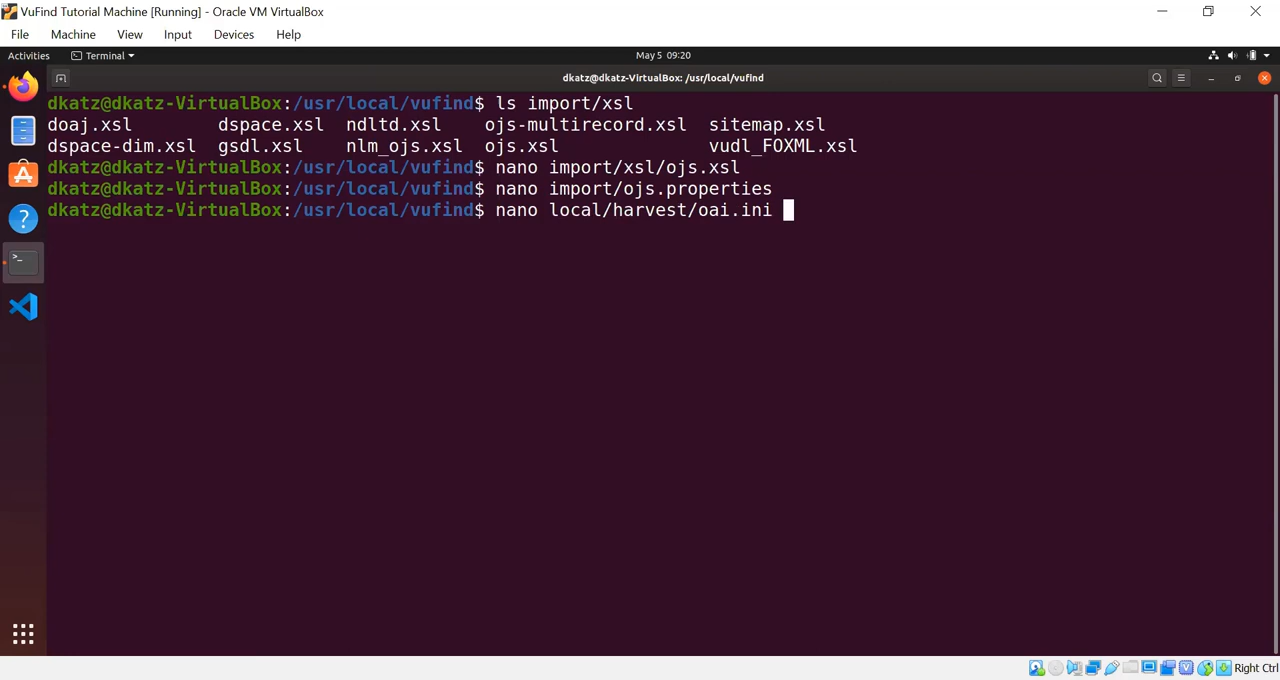 VuFind Tutorial Machine [Running] - Oracle VM VirtualBox
File Machine View Input Devices Help
Activities Terminal May 5 09:20
dkatz@dkatz-VirtualBox: /usr/local/vufind
dkatz@dkatz-VirtualBox:/usr/local/vufind$ ls import/xsl
doaj.xsl dspace.xsl ndltd.xsl ojs-multirecord.xsl sitemap.xsl
dspace-dim.xsl gsdl.xsl nlm_ojs.xsl ojs.xsl vudl_FOXML.xsl
dkatz@dkatz-VirtualBox:/usr/local/vufind$ nano import/xsl/ojs.xsl
dkatz@dkatz-VirtualBox:/usr/local/vufind$ nano import/ojs.properties
dkatz@dkatz-VirtualBox:/usr/local/vufind$ nano local/harvest/oai.ini
Right Ctrl